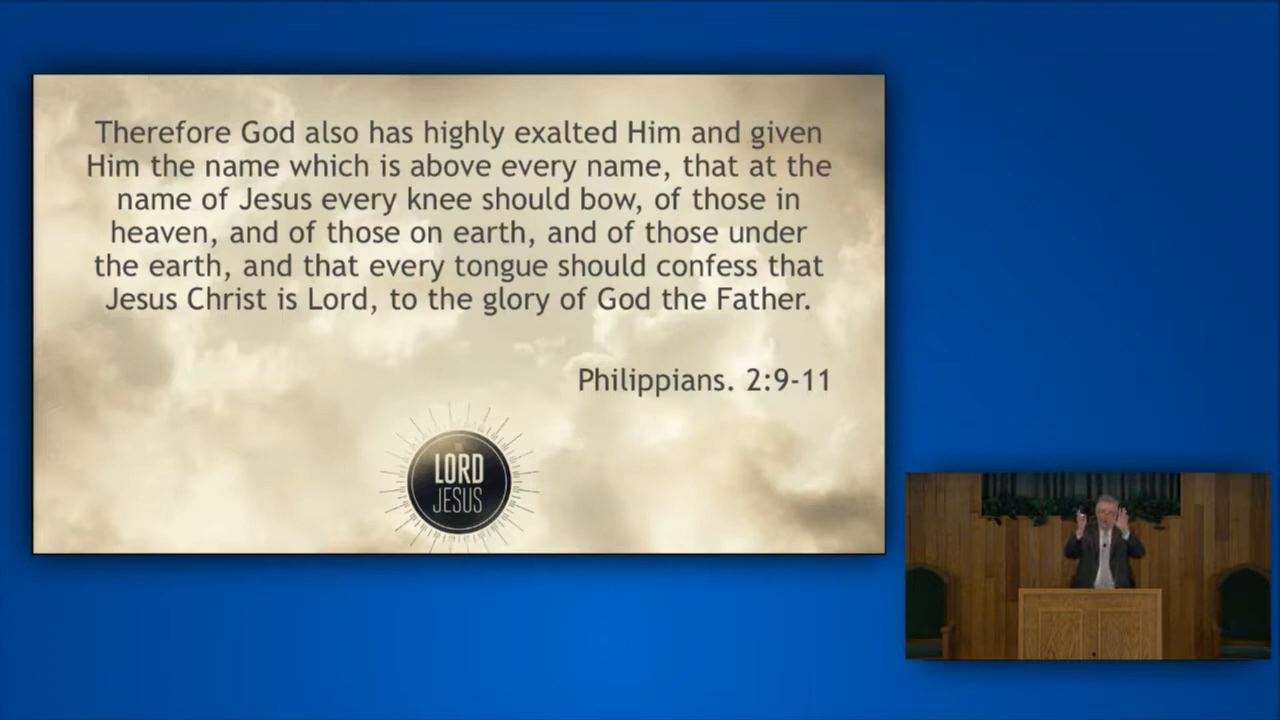 Therefore God also has highly exalted Him and given
Him the name which is above every name, that at the
name of Jesus every knee should bow, of those in
heaven, and of those on earth, and of those under
the earth, and that every tongue should confess that
Jesus Christ is Lord, to the glory of God the Father.
Philippians. 2:9-11
LORD
JESUS